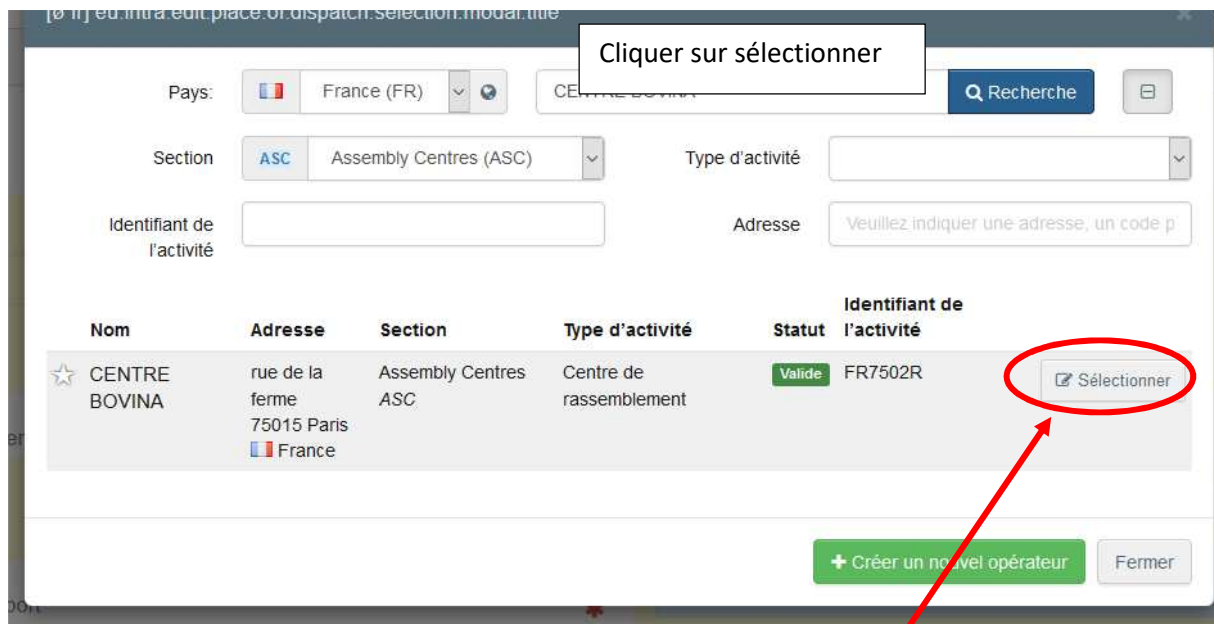 [ø fr] eu.intra.edit.place.of.dispatch.selection.modal.title
Cliquer sur sélectionner
Pays:
France (FR)
BOVINA
Recherche
Section
ASC
Assembly Centres (ASC)
Type d'activité
Identifiant de
l'activité
Adresse
Veuillez indiquer une adresse, un code p
Nom
Adresse
Section
Type d'activité
Statut
Identifiant de
l'activité
CENTRE
BOVINA
rue de la
ferme
75015 Paris
France
Assembly Centres
ASC
Centre de
rassemblement
Valide
FR7502R
Sélectionner
Créer un nouvel opérateur
Fermer